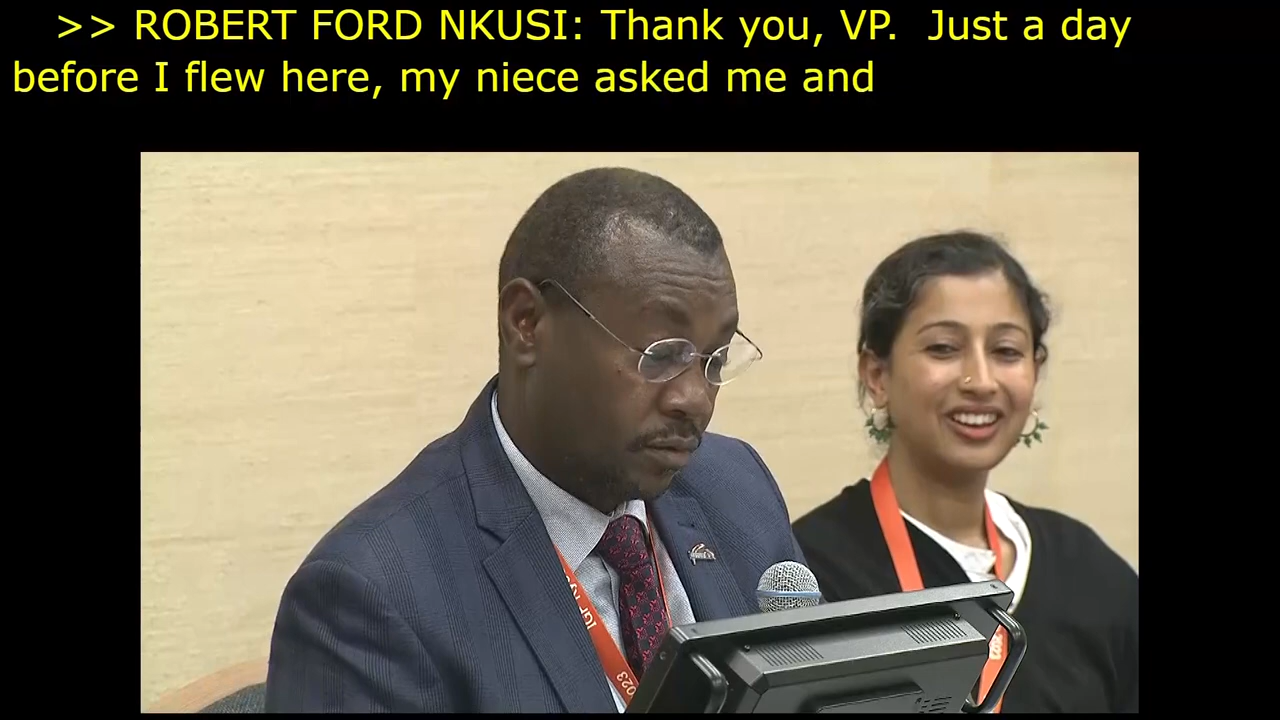 >> ROBERT FORD NKUSI: Thank you, VP. Just a day
before I flew here, my niece asked me and